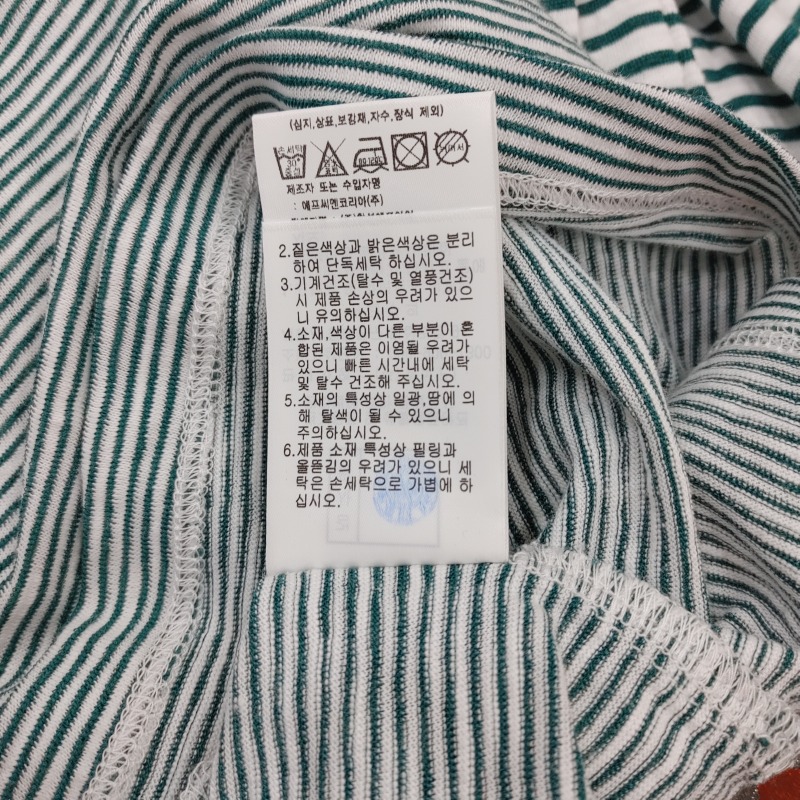 (심지,상표,보강재,자수,장식 제외)
손세탁
30°
중성
80-120℃
제조자 또는 수입자명
: 에프씨엔코리아(주)
2.짙은색상과 밝은색상은 분리
하여 단독세탁 하십시오.
3.기계건조(탈수 및 열풍건조)
시 제품 손상의 우려가 있으
니 유의하십시오.
4.소재,색상이 다른 부분이 혼
합된 제품은 이염될 우려가
있으니 빠른 시간내에 세탁
및 탈수 건조해 주십시오.
5.소재의 특성상 일광,땀에 의
해 탈색이 될 수 있으니
주의하십시오.
6.제품 소재 특성상 필링과
올뜯김의 우려가 있으니 세
탁은 손세탁으로 가볍에 하
십시오.